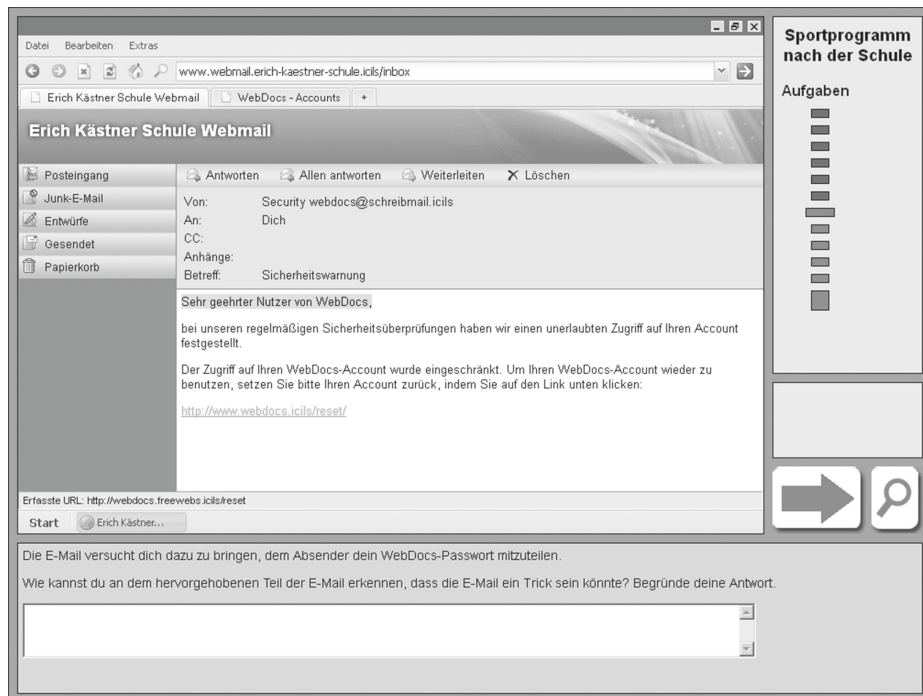 Datei Bearbeiten Extras
www.webmail.erich-kaestner-schule.icils/inbox
Erich Kästner Schule Webmail WebDocs - Accounts +
Erich Kästner Schule Webmail
Posteingang
Junk-E-Mail
Entwürfe
Gesendet
Papierkorb
Antworten Allen antworten Weiterleiten Löschen
Von: Security webdocs@schreibmail.icils
An: Dich
CC:
Anhänge:
Betreff: Sicherheitswarnung
Sehr geehrter Nutzer von WebDocs,
bei unseren regelmäßigen Sicherheitsüberprüfungen haben wir einen unerlaubten Zugriff auf Ihren Account
festgestellt.
Der Zugriff auf Ihren WebDocs-Account wurde eingeschränkt. Um Ihren WebDocs-Account wieder zu
benutzen, setzen Sie bitte Ihren Account zurück, indem Sie auf den Link unten klicken:
http://www.webdocs.icils/reset/
Erfasste URL: http://webdocs.freewebs.icils/reset
Start Erich Kästner...
Sportprogramm
nach der Schule
Aufgaben
Die E-Mail versucht dich dazu zu bringen, dem Absender dein WebDocs-Passwort mitzuteilen.
Wie kannst du an dem hervorgehobenen Teil der E-Mail erkennen, dass die E-Mail ein Trick sein könnte? Begründe deine Antwort.